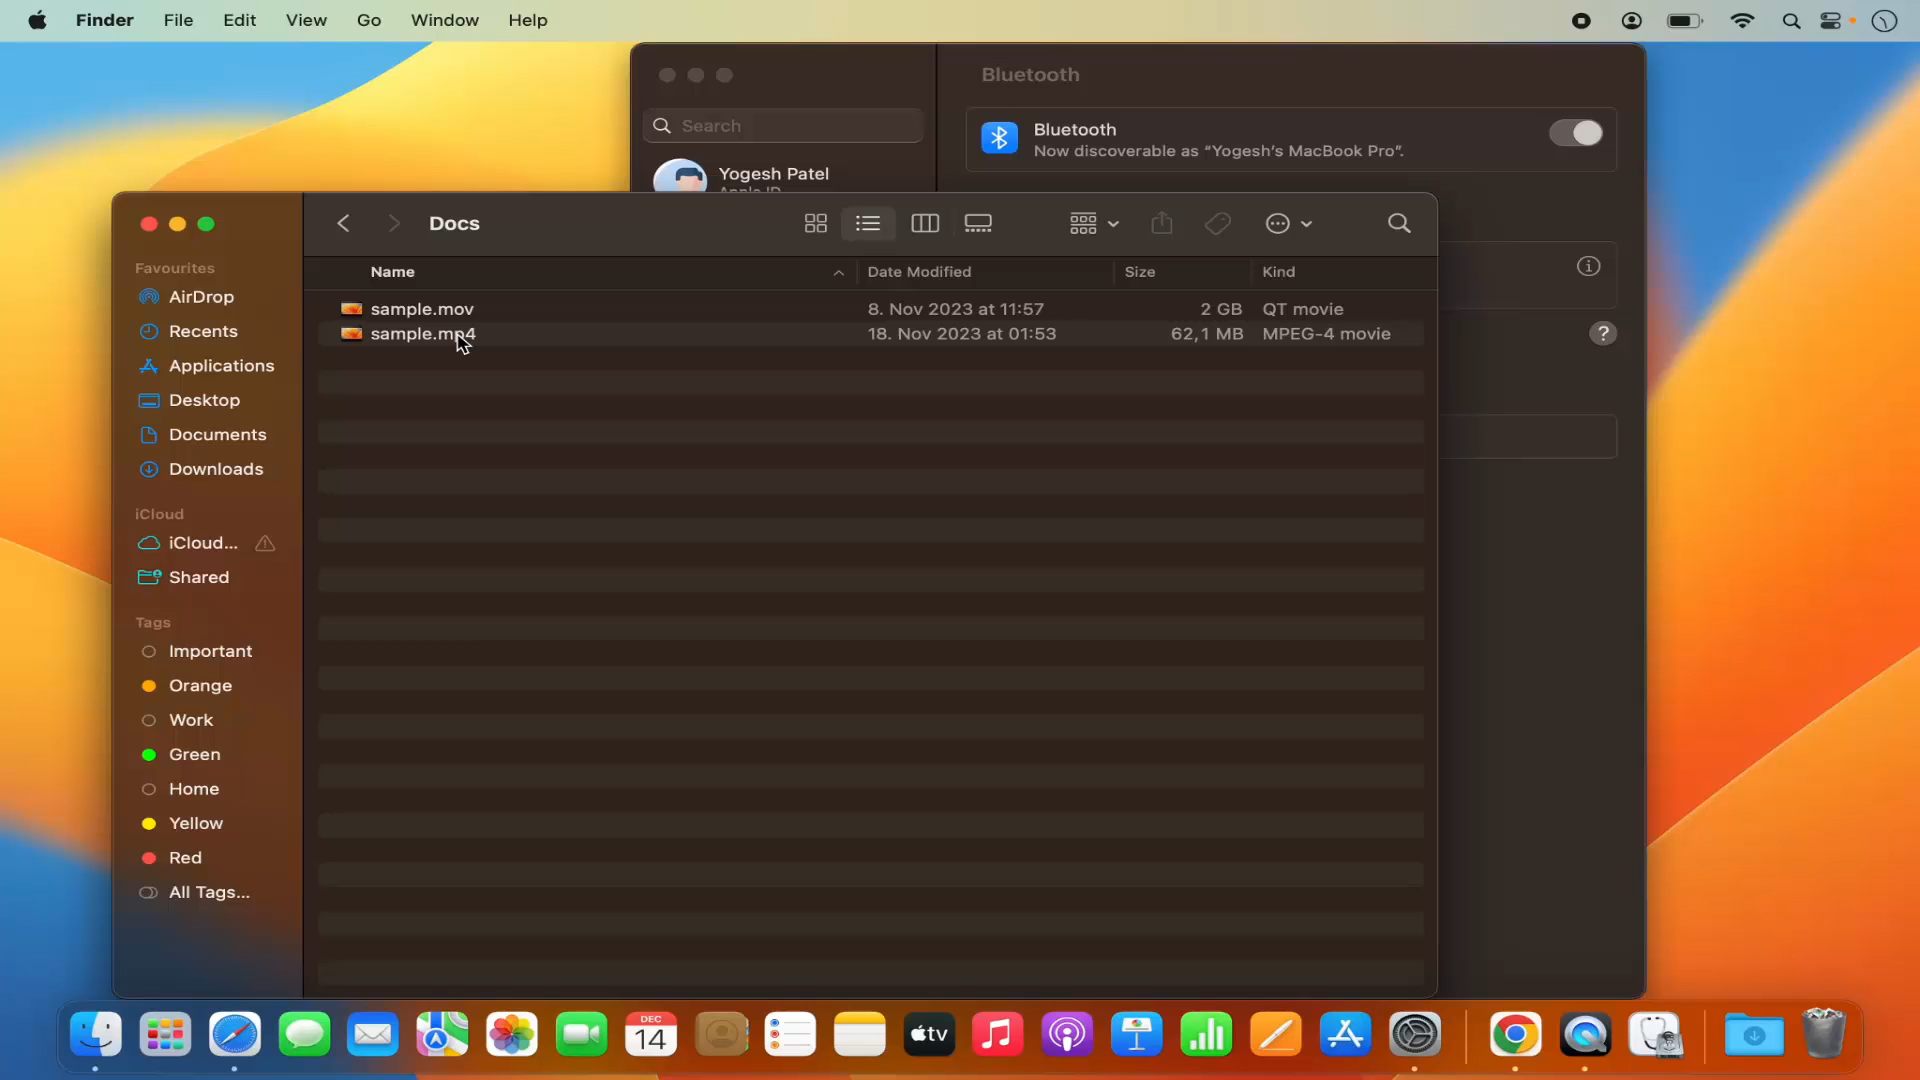 Finder File Edit View Go Window Help
Bluetooth
Search
Bluetooth
Now discoverable as “Yogesh’s MacBook Pro”.
Yogesh Patel
Apple ID
Docs
Favourites
AirDrop
Recents
Applications
Desktop
Documents
Downloads
iCloud
iCloud...
Shared
Tags
Important
Orange
Work
Green
Home
Yellow
Red
All Tags...
Name Date Modified Size Kind
sample.mov 8. Nov 2023 at 11:57 2 GB QT movie
sample.mp4 18. Nov 2023 at 01:53 62,1 MB MPEG-4 movie
?
DEC
14
tv